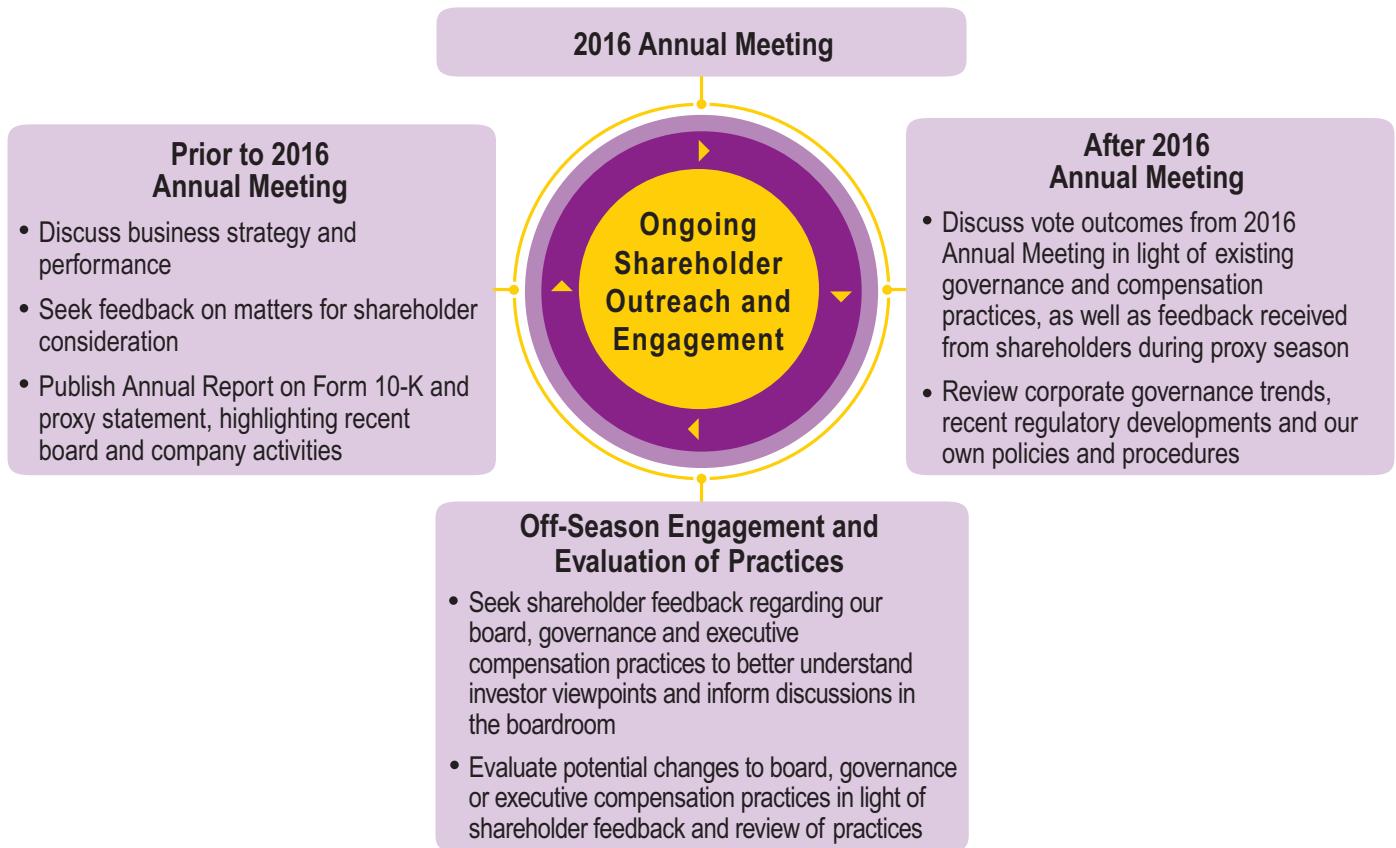 2016 Annual Meeting
Prior to 2016
Annual Meeting
• Discuss business strategy and
performance
• Seek feedback on matters for shareholder
consideration
• Publish Annual Report on Form 10-K and
proxy statement, highlighting recent
board and company activities
Ongoing
Shareholder
Outreach and
Engagement
After 2016
Annual Meeting
• Discuss vote outcomes from 2016
Annual Meeting in light of existing
governance and compensation
practices, as well as feedback received
from shareholders during proxy season
• Review corporate governance trends,
recent regulatory developments and our
own policies and procedures
Off-Season Engagement and
Evaluation of Practices
• Seek shareholder feedback regarding our
board, governance and executive
compensation practices to better understand
investor viewpoints and inform discussions in
the boardroom
• Evaluate potential changes to board, governance
or executive compensation practices in light of
shareholder feedback and review of practices